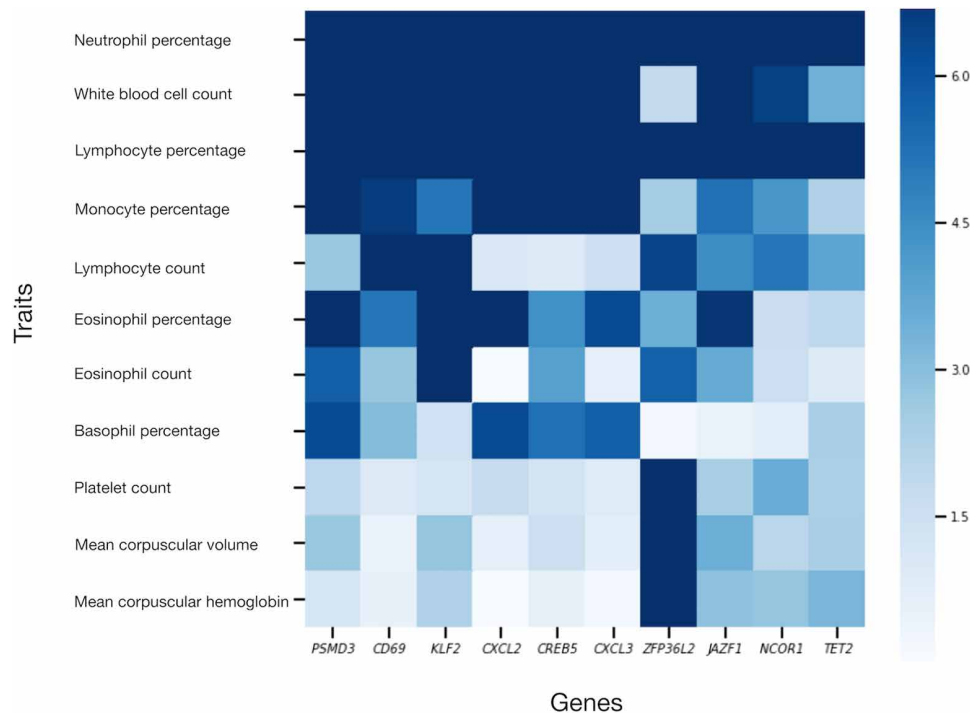 Neutrophil percentage
White blood cell count
Lymphocyte percentage
Monocyte percentage
Lymphocyte count
Eosinophil percentage
Eosinophil count
Basophil percentage
Platelet count
Mean corpuscular volume
Mean corpuscular hemoglobin
Traits
6.0
4.5
3.0
1.5
PSMD3 CD69 KLF2 CXCL2 CREB5 CXCL3 ZFP36L2 JAZF1 NCOR1 TET2
Genes